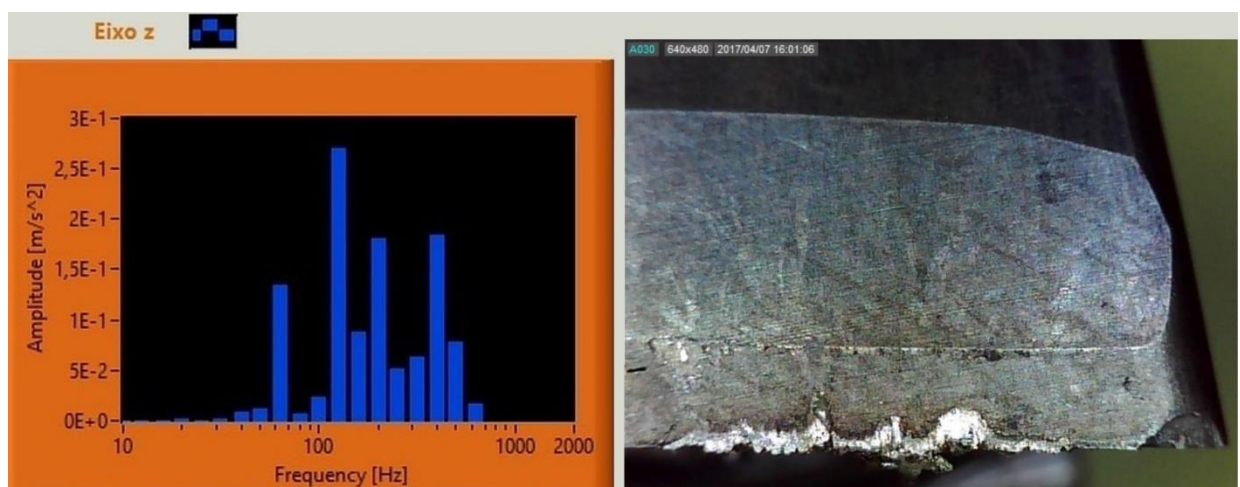 Eixo z
3E-1
2,5E-1
2E-1
1,5E-1
1E-1
5E-2
0E+0
Amplitude [m/s^2]
10 100 1000 2000
Frequency [Hz]
A030 640x480 2017/04/07 16:01:06